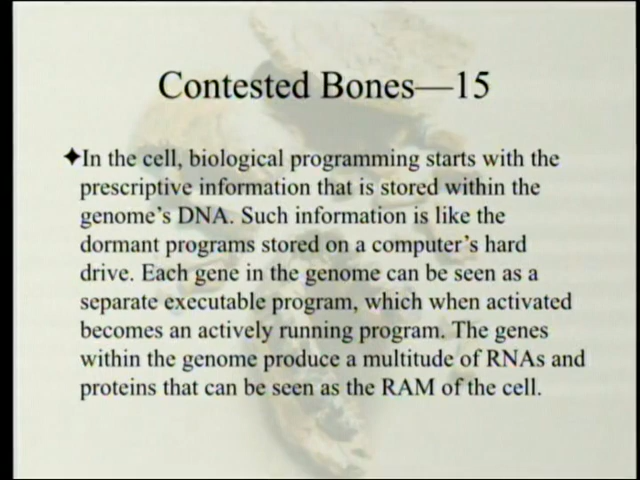 Contested Bones—15
✦In the cell, biological programming starts with the
prescriptive information that is stored within the
genome’s DNA. Such information is like the
dormant programs stored on a computer’s hard
drive. Each gene in the genome can be seen as a
separate executable program, which when activated
becomes an actively running program. The genes
within the genome produce a multitude of RNAs and
proteins that can be seen as the RAM of the cell.